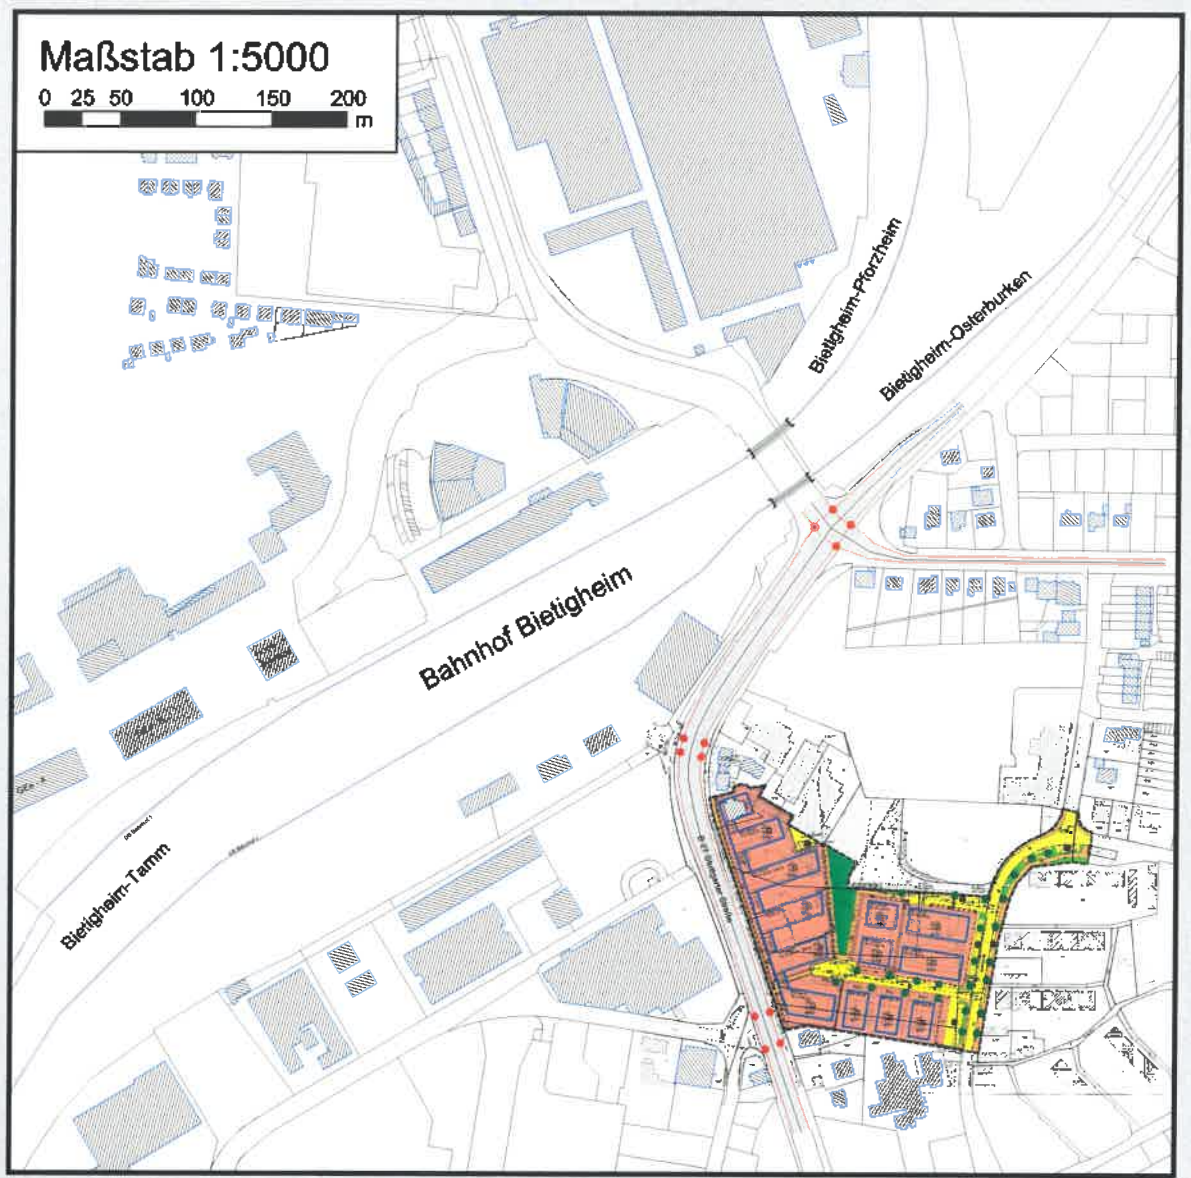 Maßstab 1:5000
0 25 50 100 150 200
m
Bietigheim-Pforzheim
Bietigheim-Osterburken
Bahnhof Bietigheim
Bietigheim-Tamm